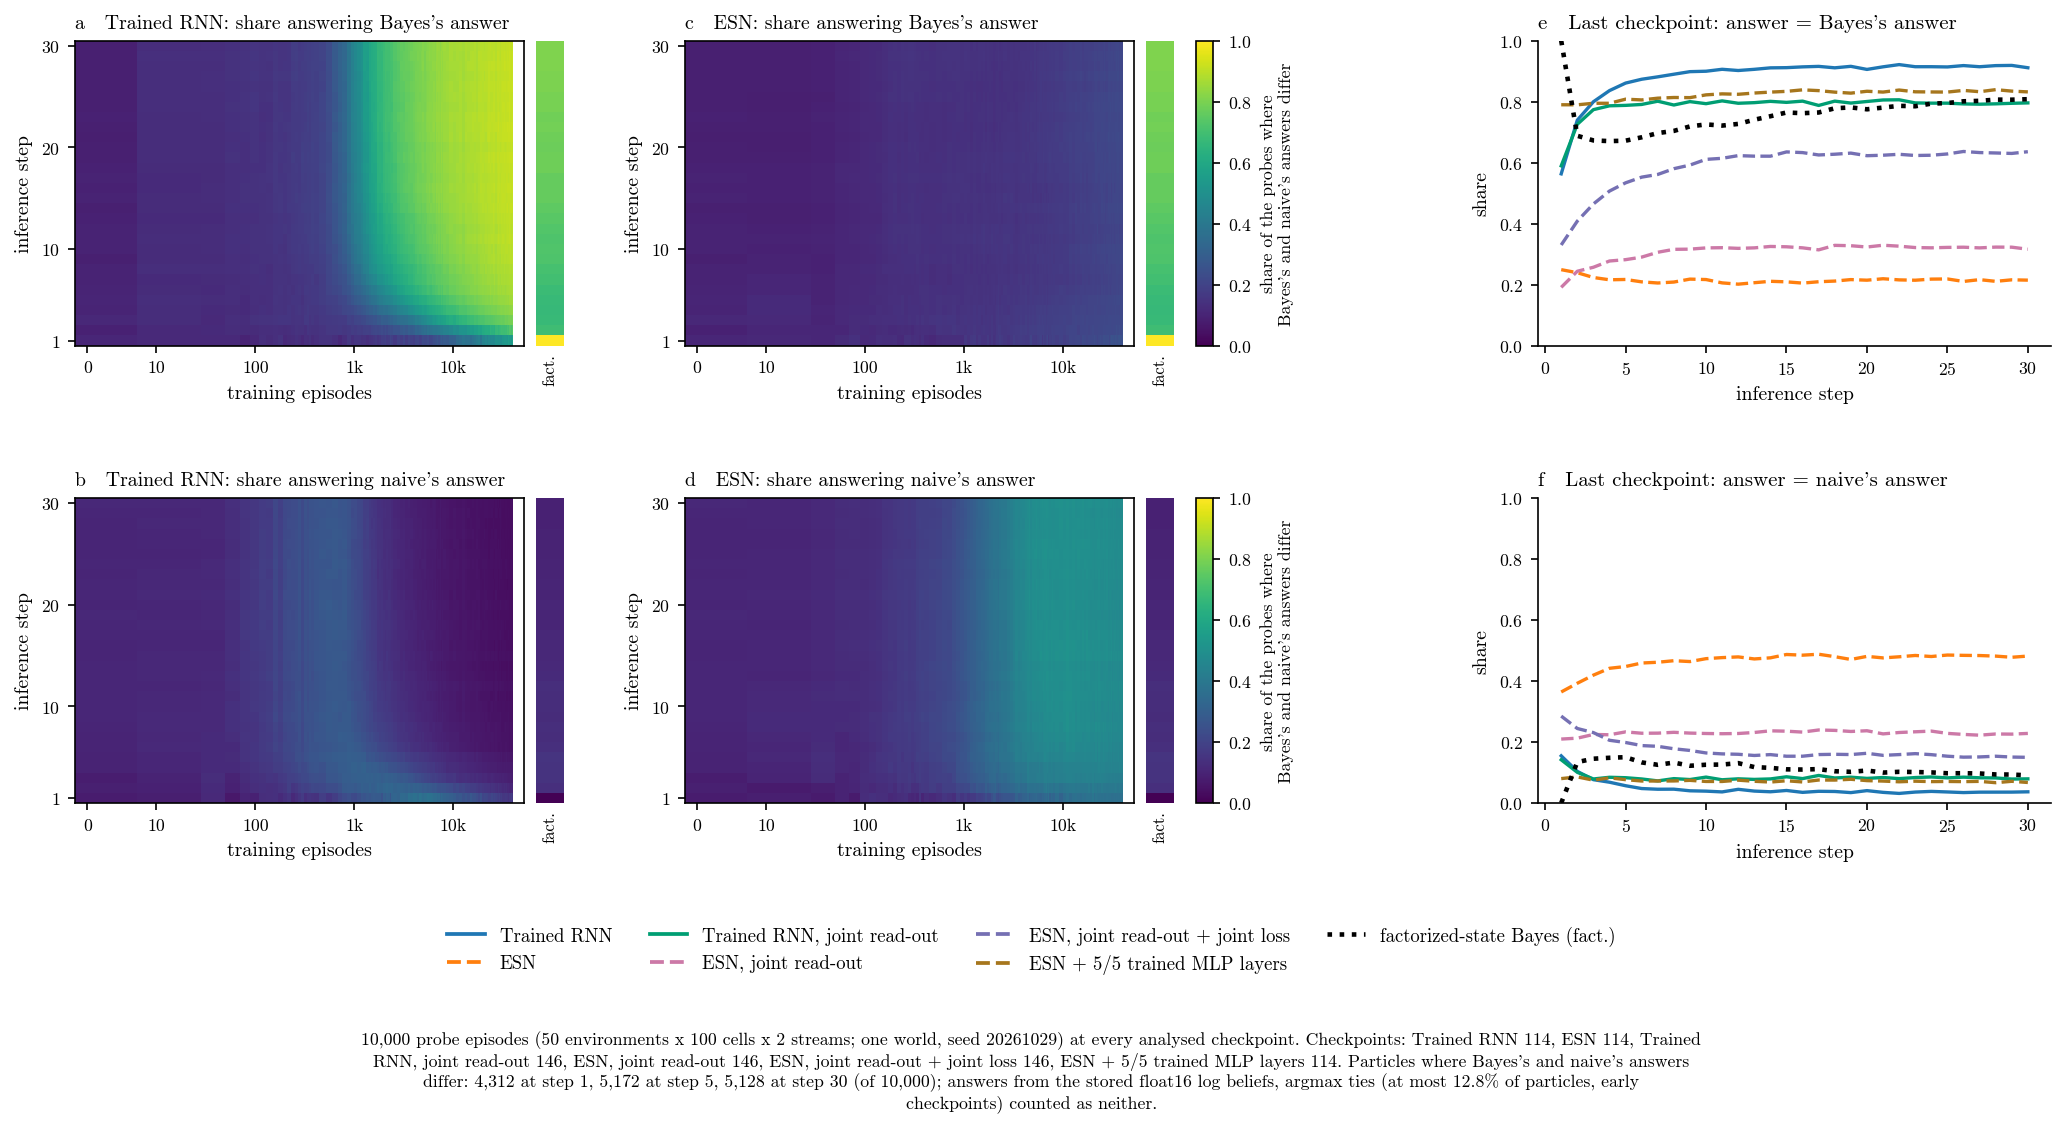 a Trained RNN: share answering Bayes's answer
30
20
10
1
inference step
0 10 100 1k 10k
training episodes
fact.
c ESN: share answering Bayes's answer
30
20
10
1
inference step
0 10 100 1k 10k
training episodes
fact.
1.0
0.8
0.6
0.4
0.2
0.0
share of the probes where
Bayes's and naive's answers differ
e Last checkpoint: answer = Bayes's answer
1.0
0.8
0.6
0.4
0.2
0.0
share
0 5 10 15 20 25 30
inference step
b Trained RNN: share answering naive's answer
30
20
10
1
inference step
0 10 100 1k 10k
training episodes
fact.
d ESN: share answering naive's answer
30
20
10
1
inference step
0 10 100 1k 10k
training episodes
fact.
1.0
0.8
0.6
0.4
0.2
0.0
share of the probes where
Bayes's and naive's answers differ
f Last checkpoint: answer = naive's answer
1.0
0.8
0.6
0.4
0.2
0.0
share
0 5 10 15 20 25 30
inference step
Trained RNN
ESN
Trained RNN, joint read-out
ESN, joint read-out
ESN, joint read-out + joint loss
ESN + 5/5 trained MLP layers
factorized-state Bayes (fact.)
10,000 probe episodes (50 environments x 100 cells x 2 streams; one world, seed 20261029) at every analysed checkpoint. Checkpoints: Trained RNN 114, ESN 114, Trained
RNN, joint read-out 146, ESN, joint read-out 146, ESN, joint read-out + joint loss 146, ESN + 5/5 trained MLP layers 114. Particles where Bayes's and naive's answers
differ: 4,312 at step 1, 5,172 at step 5, 5,128 at step 30 (of 10,000); answers from the stored float16 log beliefs, argmax ties (at most 12.8% of particles, early
checkpoints) counted as neither.